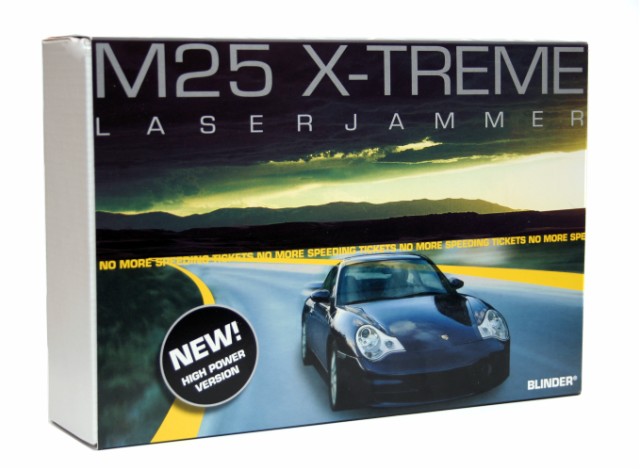 M25 X-TREME
LASERJAMMER
NO MORE SPEEDING TICKETS NO MORE SPEEDING TICKETS NO MORE SPEEDING TICKETS NO MORE SPE
NEW!
HIGH POWER
VERSION
BLINDER®